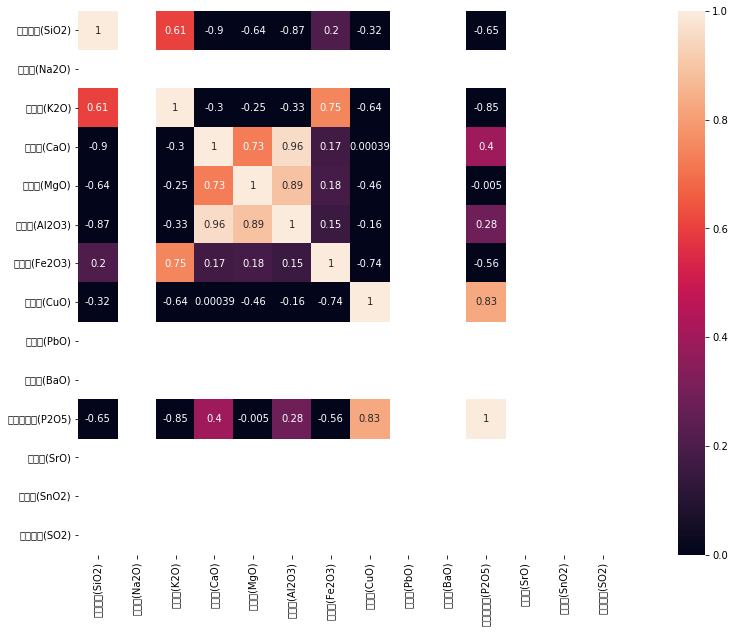 (SiO2) 1 0.61 -0.9 -0.64 -0.87 0.2 -0.32 -0.65
(Na2O)
(K2O) 0.61 1 -0.3 -0.25 -0.33 0.75 -0.64 -0.85
(CaO) -0.9 -0.3 1 0.73 0.96 0.17 0.00039 0.4
(MgO) -0.64 -0.25 0.73 1 0.89 0.18 -0.46 -0.005
(Al2O3) -0.87 -0.33 0.96 0.89 1 0.15 -0.16 0.28
(Fe2O3) 0.2 0.75 0.17 0.18 0.15 1 -0.74 -0.56
(CuO) -0.32 -0.64 0.00039 -0.46 -0.16 -0.74 1 0.83
(PbO)
(BaO)
(P2O5) -0.65 -0.85 0.4 -0.005 0.28 -0.56 0.83 1
(SrO)
(SnO2)
(SO2)
(SiO2)
(Na2O)
(K2O)
(CaO)
(MgO)
(Al2O3)
(Fe2O3)
(CuO)
(PbO)
(BaO)
(P2O5)
(SrO)
(SnO2)
(SO2)
1.0
0.8
0.6
0.4
0.2
0.0